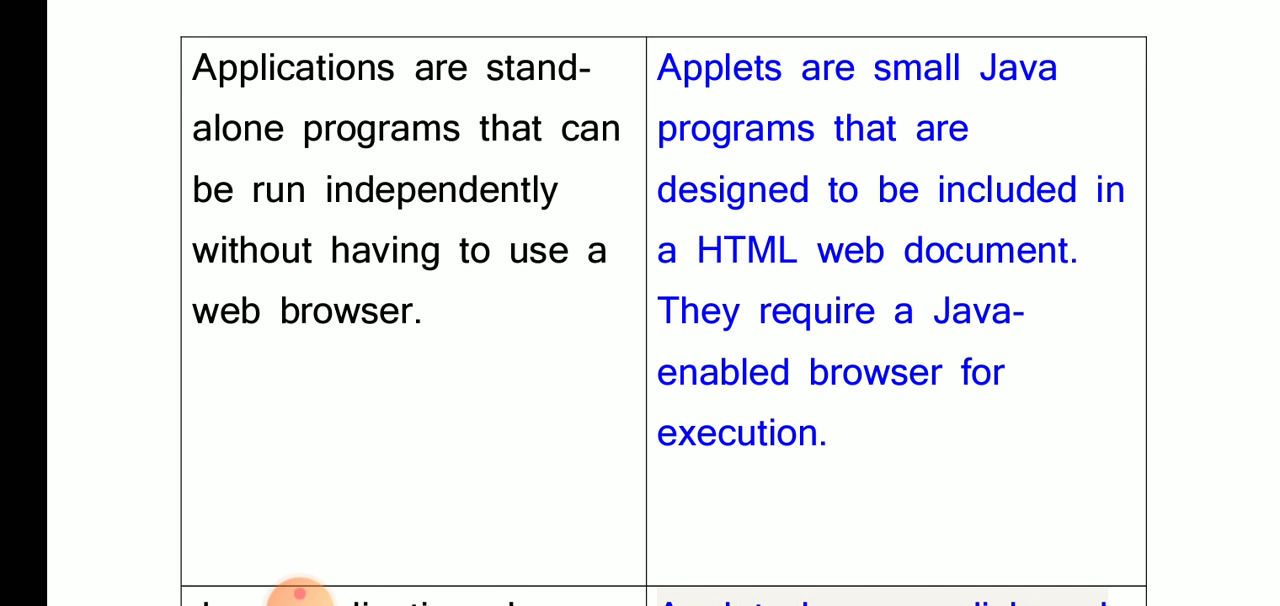 Applications are stand-
alone programs that can
be run independently
without having to use a
web browser.
Applets are small Java
programs that are
designed to be included in
a HTML web document.
They require a Java-
enabled browser for
execution.